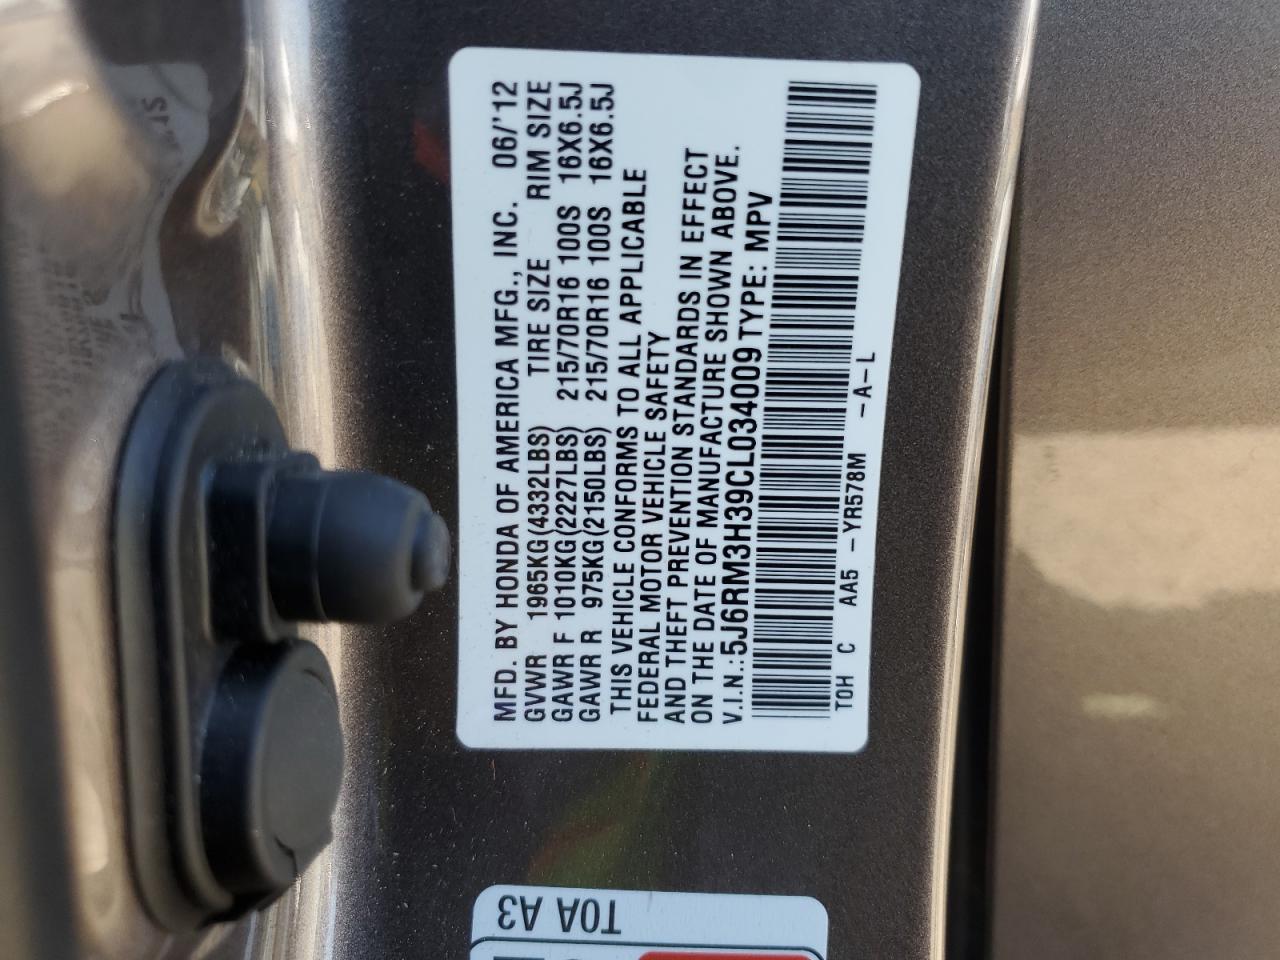 MFD. BY HONDA OF AMERICA MFG., INC. 06/'12
GVWR 1965KG(4332LBS) TIRE SIZE RIM SIZE
GAWR F 1010KG(2227LBS) 215/70R16 100S 16X6.5J
GAWR R 975KG(2150LBS) 215/70R16 100S 16X6.5J
THIS VEHICLE CONFORMS TO ALL APPLICABLE
FEDERAL MOTOR VEHICLE SAFETY
AND THEFT PREVENTION STANDARDS IN EFFECT
ON THE DATE OF MANUFACTURE SHOWN ABOVE.
V.I.N.:5J6RM3H39CL034009 TYPE: MPV
TOH C AA5 - YR578M -A-L
TOA A3